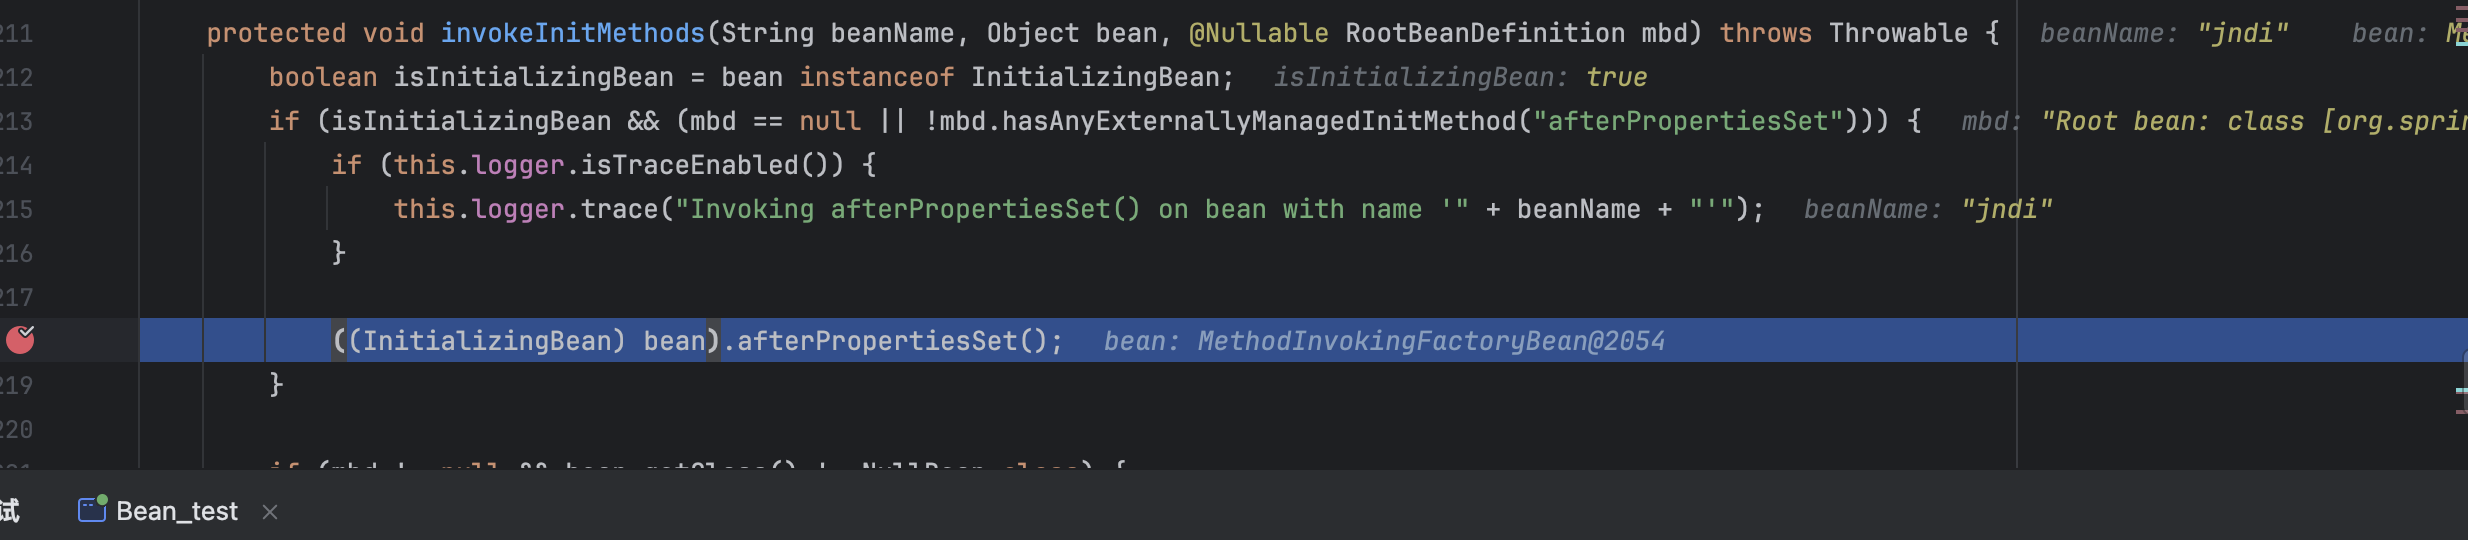 211 protected void invokeInitMethods(String beanName, Object bean, @Nullable RootBeanDefinition mbd) throws Throwable { beanName: "jndi" bean: Me
212 boolean isInitializingBean = bean instanceof InitializingBean; isInitializingBean: true
213 if (isInitializingBean && (mbd == null || !mbd.hasAnyExternallyManagedInitMethod("afterPropertiesSet"))) { mbd: "Root bean: class [org.sprin
214 if (this.logger.isTraceEnabled()) {
215 this.logger.trace("Invoking afterPropertiesSet() on bean with name '" + beanName + "'"); beanName: "jndi"
216 }
217
((InitializingBean) bean).afterPropertiesSet(); bean: MethodInvokingFactoryBean@2054
219 }
220
试 Bean_test ×